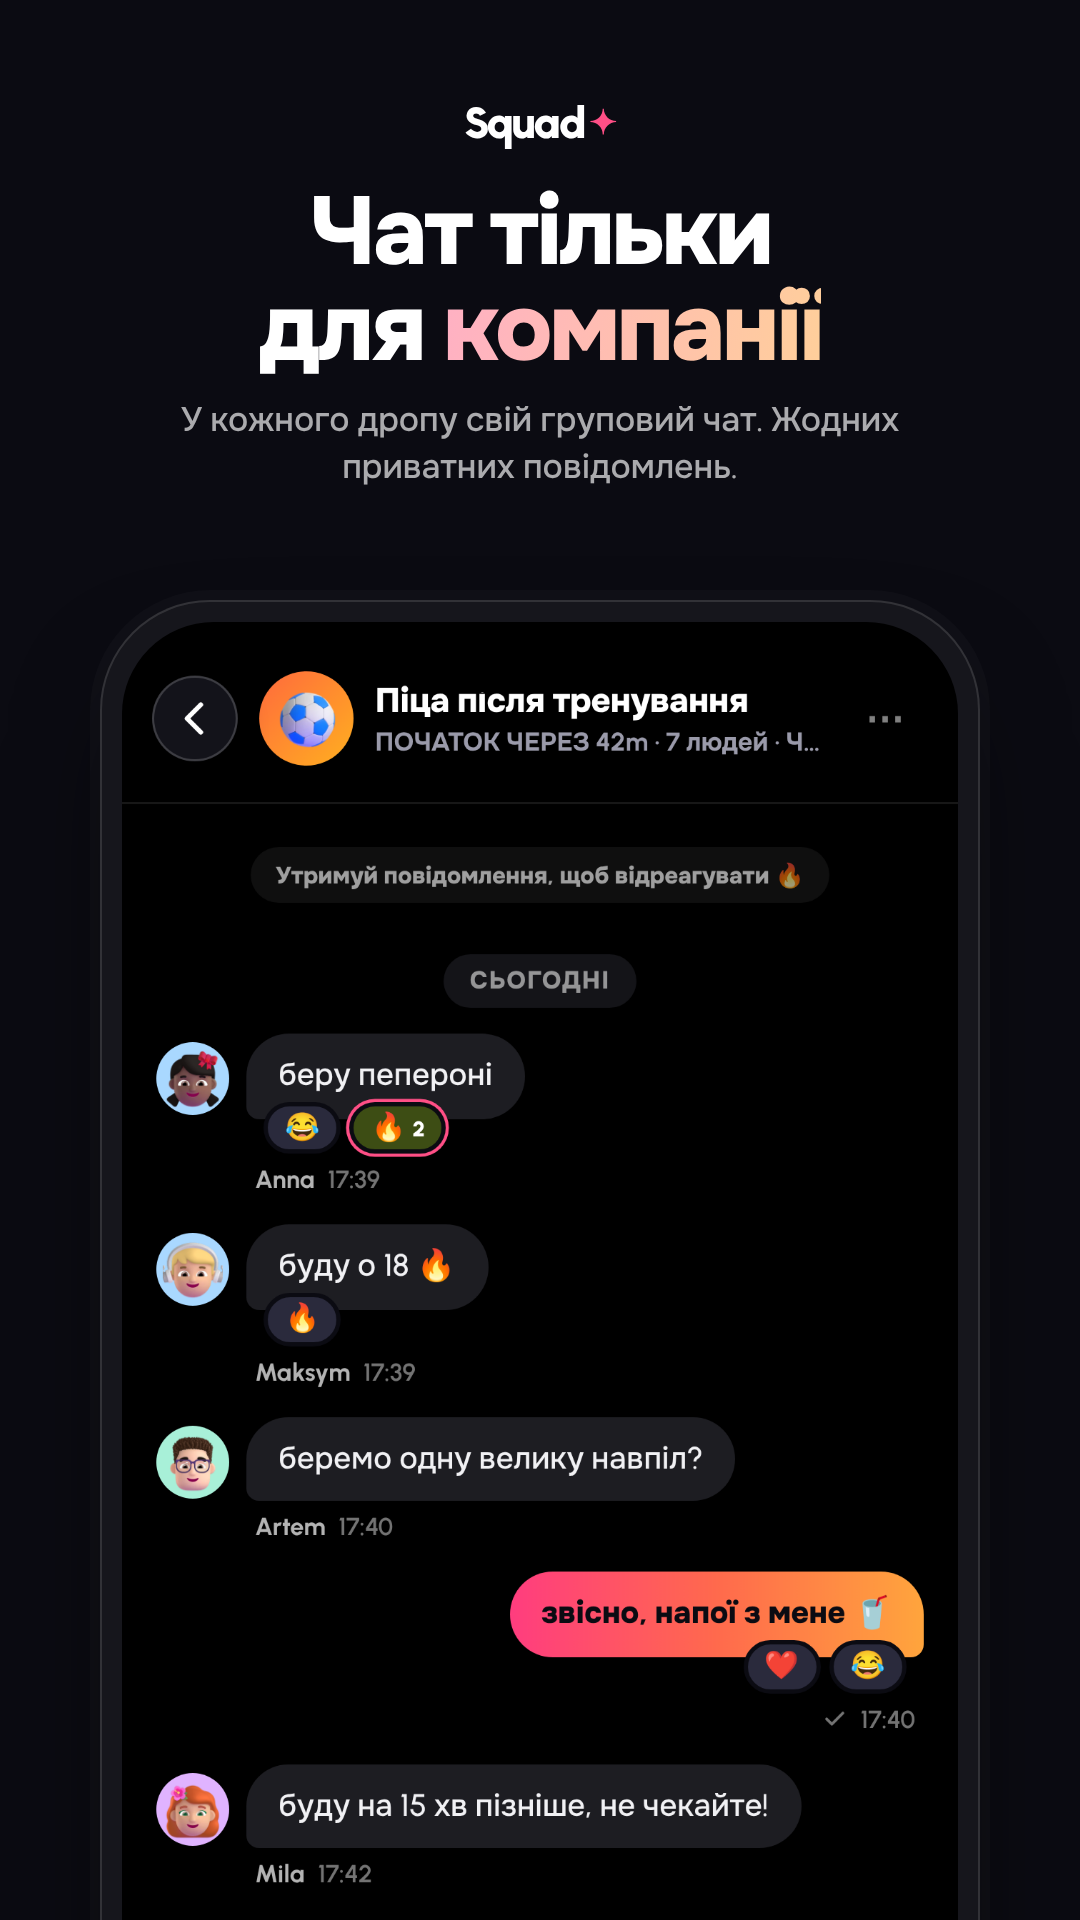 Squad
Чат тільки
для компанії
У кожного дропу свій груповий чат. Жодних
приватних повідомлень.
Піца після тренування
ПОЧАТОК ЧЕРЕЗ 42m · 7 людей · Ч...
Утримуй повідомлення, щоб відреагувати 🔥
СЬОГОДНІ
беру пепероні
😂 🔥 2
Anna 17:39
буду о 18 🔥
🔥
Maksym 17:39
беремо одну велику навпіл?
Artem 17:40
звісно, напої з мене 🥤
❤️ 😂
✓ 17:40
буду на 15 хв пізніше, не чекайте!
Mila 17:42